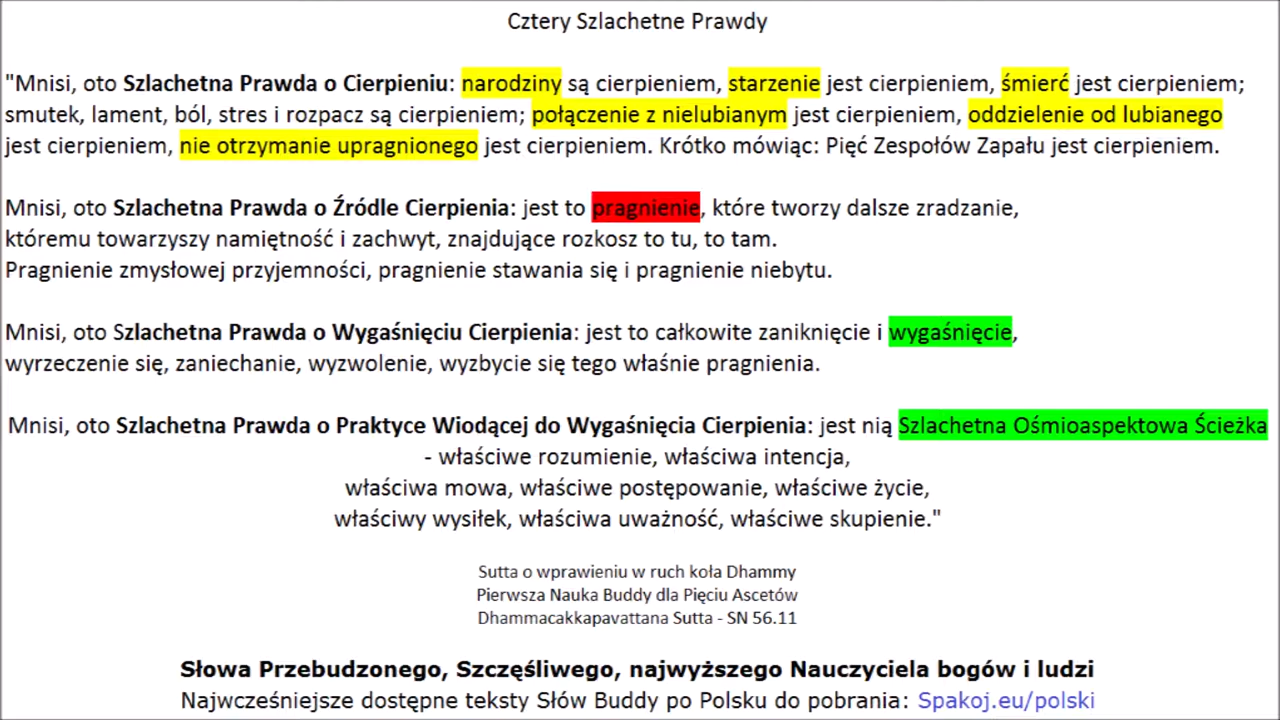 Cztery Szlachetne Prawdy
"Mnisi, oto Szlachetna Prawda o Cierpieniu: narodziny są cierpieniem, starzenie jest cierpieniem, śmierć jest cierpieniem;
smutek, lament, ból, stres i rozpacz są cierpieniem; połączenie z nielubianym jest cierpieniem, oddzielenie od lubianego
jest cierpieniem, nie otrzymanie upragnionego jest cierpieniem. Krótko mówiąc: Pięć Zespołów Zapału jest cierpieniem.
Mnisi, oto Szlachetna Prawda o Źródle Cierpienia: jest to pragnienie, które tworzy dalsze zradzanie,
któremu towarzyszy namiętność i zachwyt, znajdujące rozkosz to tu, to tam.
Pragnienie zmysłowej przyjemności, pragnienie stawania się i pragnienie niebytu.
Mnisi, oto Szlachetna Prawda o Wygaśnięciu Cierpienia: jest to całkowite zaniknięcie i wygaśnięcie,
wyrzeczenie się, zaniechanie, wyzwolenie, wyzbycie się tego właśnie pragnienia.
Mnisi, oto Szlachetna Prawda o Praktyce Wiodącej do Wygaśnięcia Cierpienia: jest nią Szlachetna Ośmioaspektowa Ścieżka
- właściwe rozumienie, właściwa intencja,
właściwa mowa, właściwe postępowanie, właściwe życie,
właściwy wysiłek, właściwa uważność, właściwe skupienie."
Sutta o wprawieniu w ruch koła Dhammy
Pierwsza Nauka Buddy dla Pięciu Ascetów
Dhammacakkapavattana Sutta - SN 56.11
Słowa Przebudzonego, Szczęśliwego, najwyższego Nauczyciela bogów i ludzi
Najwcześniejsze dostępne teksty Słów Buddy po Polsku do pobrania: Spakoj.eu/polski